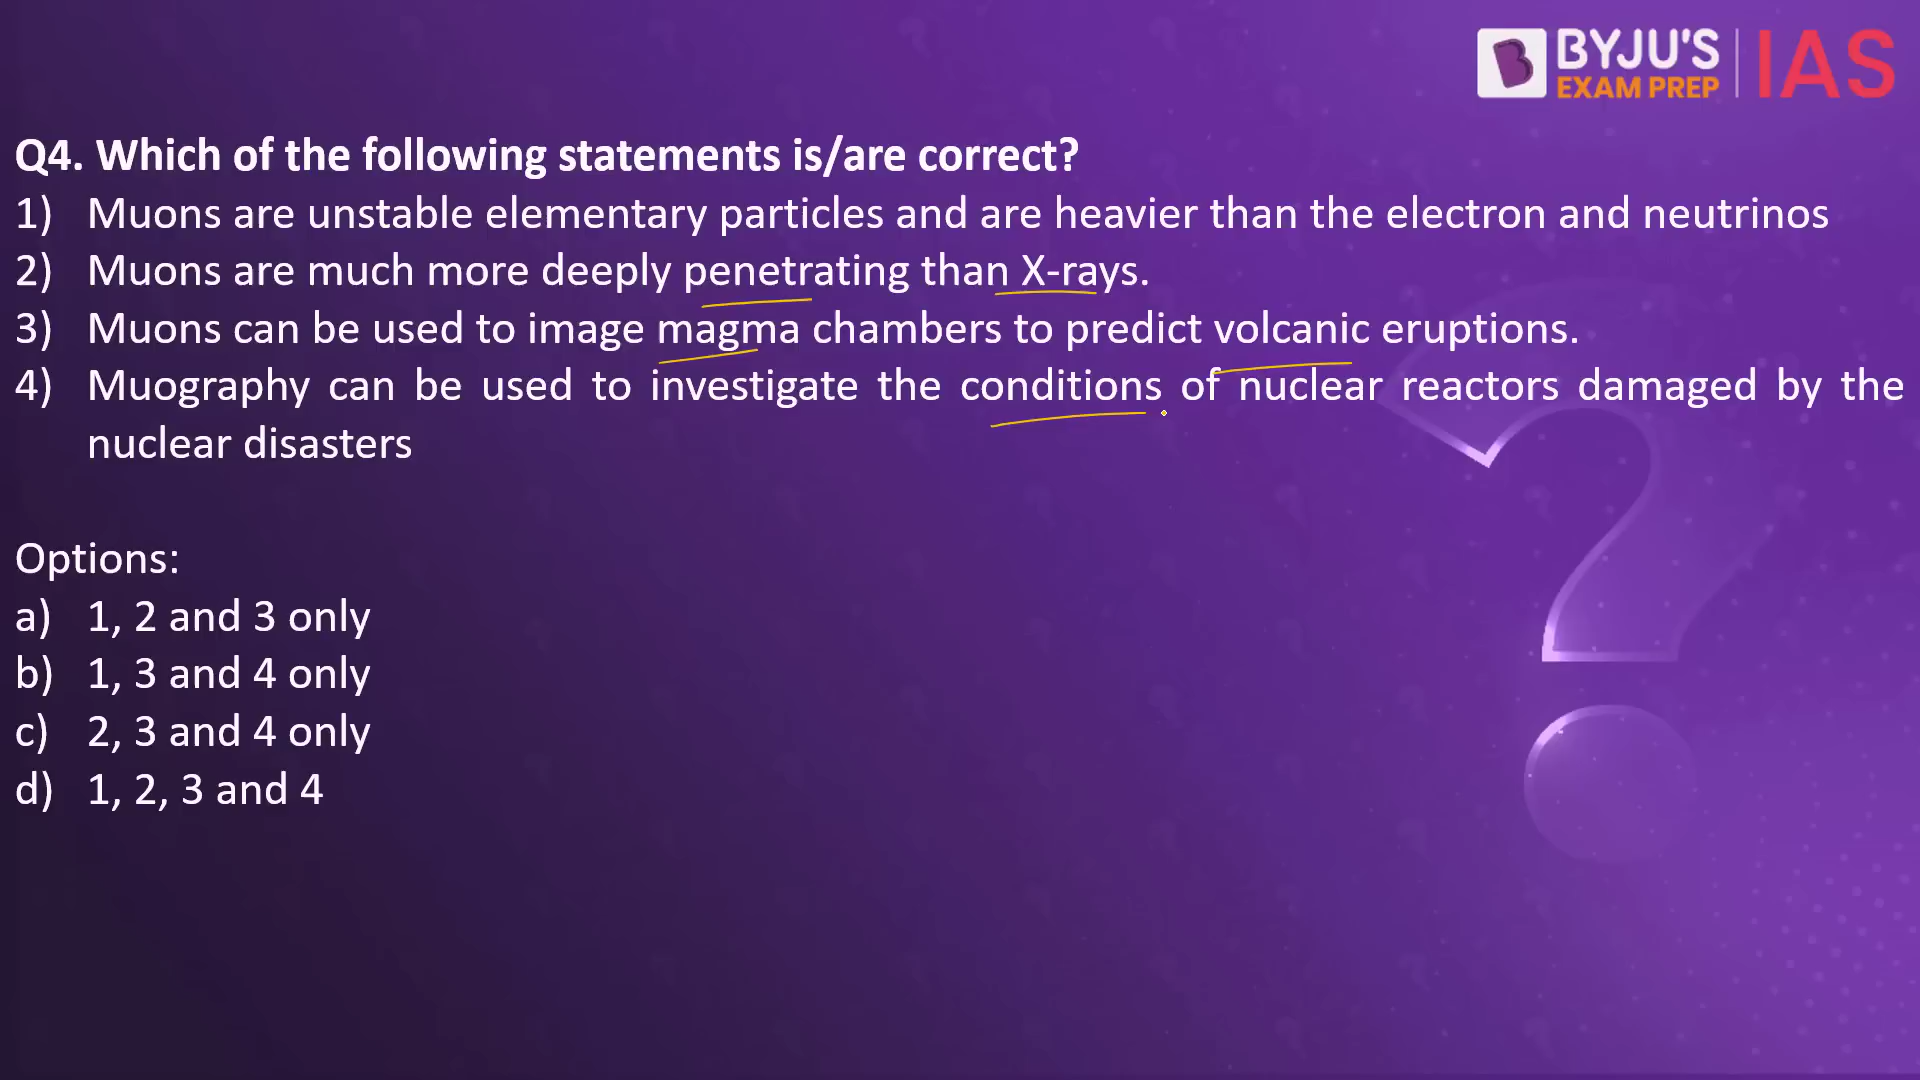 BYJU'S
EXAM PREP
IAS
Q4. Which of the following statements is/are correct?
1) Muons are unstable elementary particles and are heavier than the electron and neutrinos
2) Muons are much more deeply penetrating than X-rays.
3) Muons can be used to image magma chambers to predict volcanic eruptions.
4) Muography can be used to investigate the conditions of nuclear reactors damaged by the
nuclear disasters
Options:
a) 1, 2 and 3 only
b) 1, 3 and 4 only
c) 2, 3 and 4 only
d) 1, 2, 3 and 4